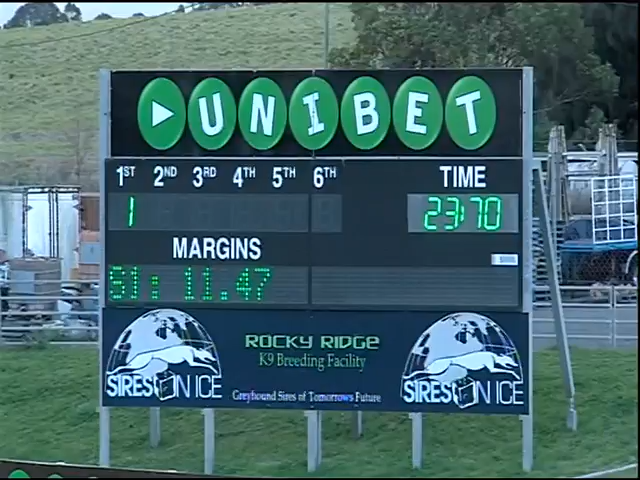 UNIBET
1ST 2ND 3RD 4TH 5TH 6TH TIME
1 23.70
MARGINS
S1: 11.47
ROCKY RIDGE
K9 Breeding Facility
SIRES ON ICE
Greyhound Sires of Tomorrows Future
SIRES ON ICE